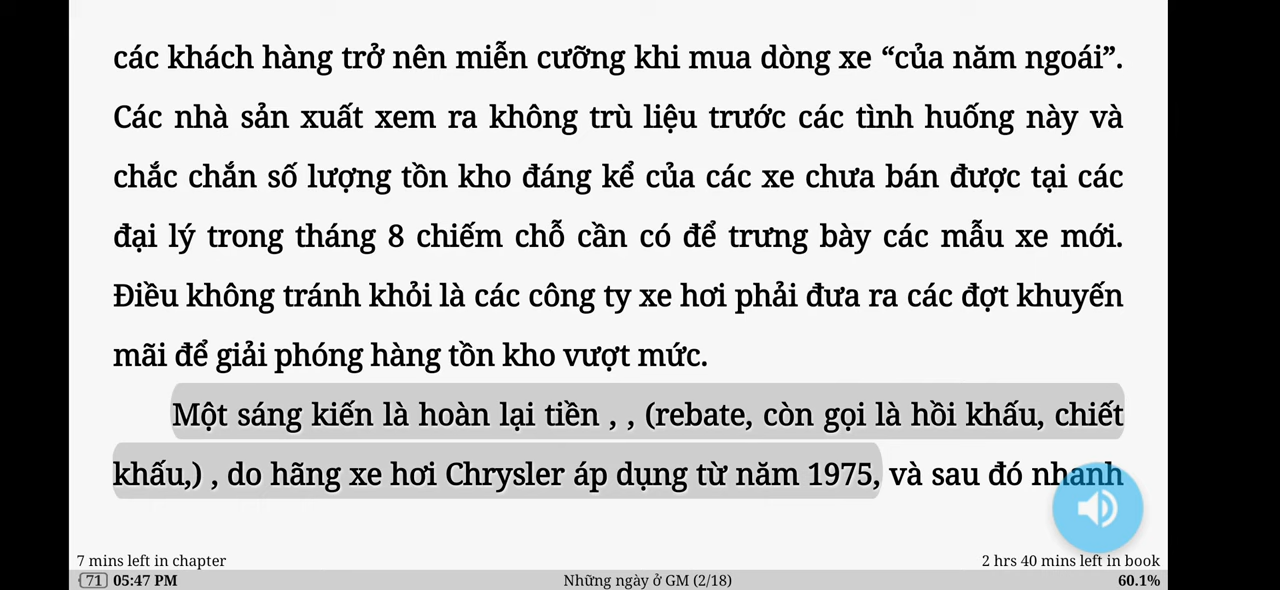 các khách hàng trở nên miễn cưỡng khi mua dòng xe “của năm ngoái”.
Các nhà sản xuất xem ra không trù liệu trước các tình huống này và
chắc chắn số lượng tồn kho đáng kể của các xe chưa bán được tại các
đại lý trong tháng 8 chiếm chỗ cần có để trưng bày các mẫu xe mới.
Điều không tránh khỏi là các công ty xe hơi phải đưa ra các đợt khuyến
mãi để giải phóng hàng tồn kho vượt mức.
Một sáng kiến là hoàn lại tiền , , (rebate, còn gọi là hồi khấu, chiết
khấu,) , do hãng xe hơi Chrysler áp dụng từ năm 1975, và sau đó nhanh
7 mins left in chapter 2 hrs 40 mins left in book
71 05:47 PM Những ngày ở GM (2/18) 60.1%